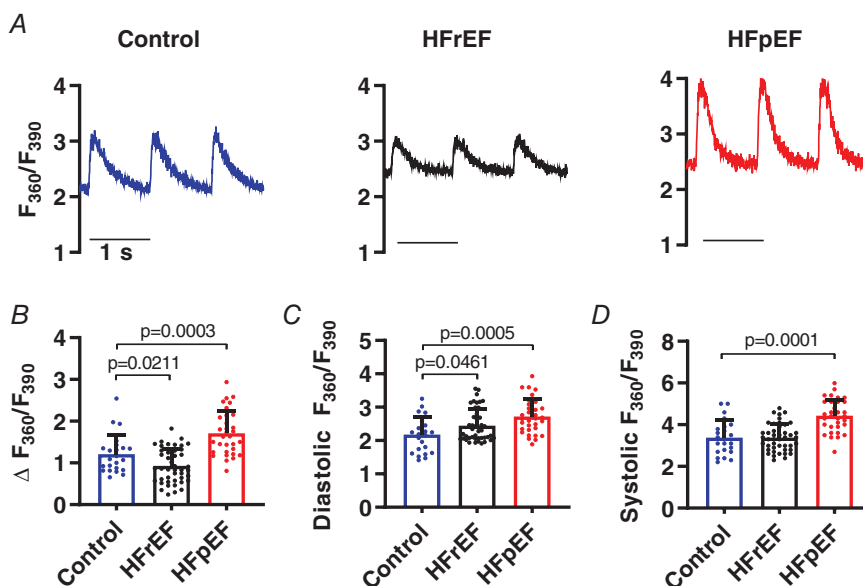 A
Control
HFrEF
HFpEF
F360/F390
4
3
2
1
1 s
4
3
2
1
4
3
2
1
B
Δ F360/F390
4
3
2
1
0
p=0.0003
p=0.0211
Control
HFrEF
HFpEF
C
Diastolic F360/F390
5
4
3
2
1
0
p=0.0005
p=0.0461
Control
HFrEF
HFpEF
D
Systolic F360/F390
8
6
4
2
0
p=0.0001
Control
HFrEF
HFpEF